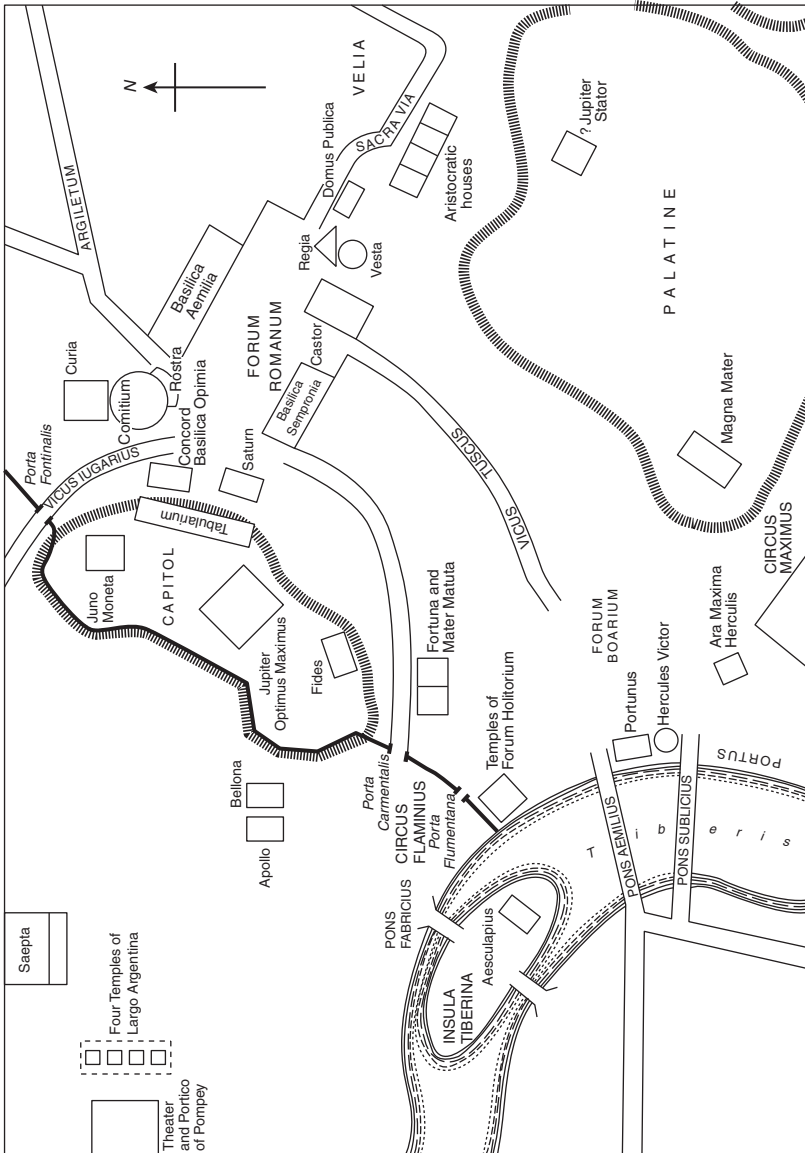 ARGILETUM
N
VELIA
SACRA VIA
Domus Publica
Aristocratic
houses
? Jupiter
Stator
PALATINE
Regia
Vesta
Basilica
Aemilia
FORUM
ROMANUM
Castor
Basilica
Sempronia
Curia
Comitium
Rostra
Concord
Basilica Opimia
Saturn
Porta
Fontinalis
VICUS IUGARIUS
Tabularium
Juno
Moneta
CAPITOL
Jupiter
Optimus Maximus
Fides
VICUS
TUSCUS
Magna Mater
CIRCUS
MAXIMUS
Fortuna and
Mater Matuta
FORUM
BOARIUM
Ara Maxima
Herculis
Portunus
Hercules Victor
Temples of
Forum Holitorium
Porta
Carmentalis
CIRCUS
FLAMINIUS
Porta
Flumentana
Bellona
Apollo
PONS AEMILIUS
PONS SUBLICIUS
PORTUS
Tiberis
PONS
FABRICIUS
Aesculapius
INSULA
TIBERINA
Saepta
Four Temples of
Largo Argentina
Theater
and Portico
of Pompey